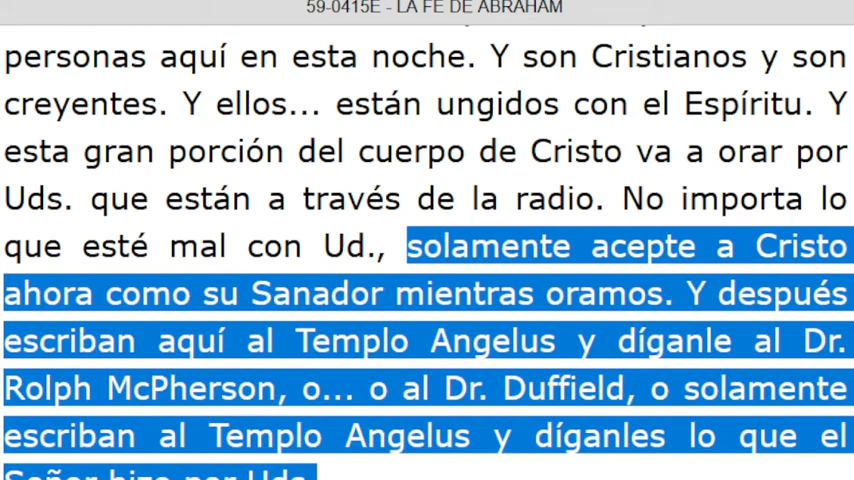 59-0415E - LA FE DE ABRAHAM
personas aquí en esta noche. Y son Cristianos y son
creyentes. Y ellos... están ungidos con el Espíritu. Y
esta gran porción del cuerpo de Cristo va a orar por
Uds. que están a través de la radio. No importa lo
que esté mal con Ud., solamente acepte a Cristo
ahora como su Sanador mientras oramos. Y después
escriban aquí al Templo Angelus y díganle al Dr.
Rolph McPherson, o... o al Dr. Duffield, o solamente
escriban al Templo Angelus y díganles lo que el
Señor hizo por Uds.